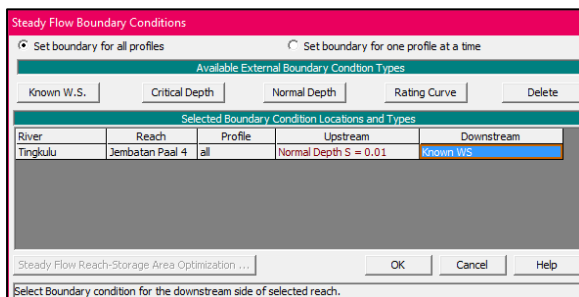 Steady Flow Boundary Conditions
Set boundary for all profiles Set boundary for one profile at a time
Available External Boundary Condtion Types
Known W.S. Critical Depth Normal Depth Rating Curve Delete
Selected Boundary Condition Locations and Types
River Reach Profile Upstream Downstream
Tingkulu Jembatan Paal 4 all Normal Depth S = 0.01 Known WS
Steady Flow Reach-Storage Area Optimization ... OK Cancel Help
Select Boundary condition for the downstream side of selected reach.